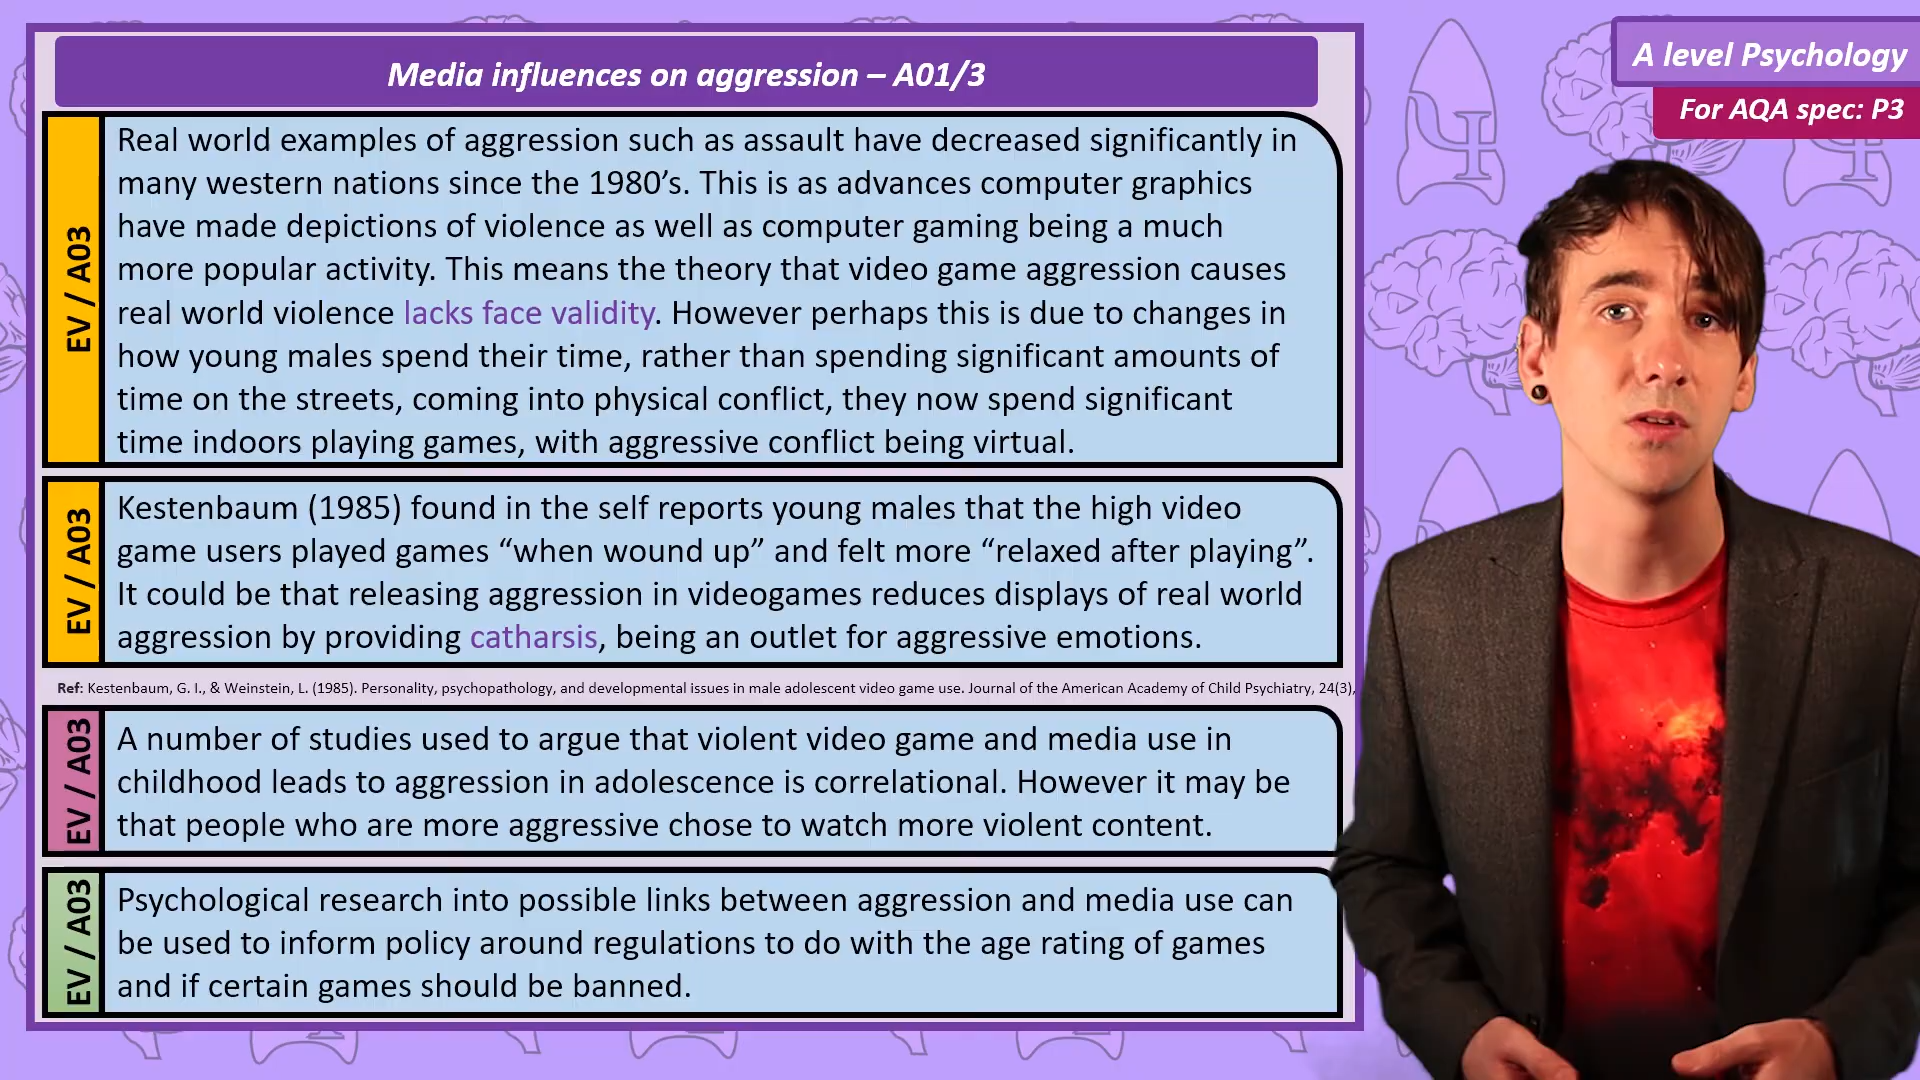 Media influences on aggression – A01/3
A level Psychology
For AQA spec: P3
EV / A03
Real world examples of aggression such as assault have decreased significantly in
many western nations since the 1980’s. This is as advances computer graphics
have made depictions of violence as well as computer gaming being a much
more popular activity. This means the theory that video game aggression causes
real world violence lacks face validity. However perhaps this is due to changes in
how young males spend their time, rather than spending significant amounts of
time on the streets, coming into physical conflict, they now spend significant
time indoors playing games, with aggressive conflict being virtual.
EV / A03
Kestenbaum (1985) found in the self reports young males that the high video
game users played games “when wound up” and felt more “relaxed after playing”.
It could be that releasing aggression in videogames reduces displays of real world
aggression by providing catharsis, being an outlet for aggressive emotions.
Ref: Kestenbaum, G. I., & Weinstein, L. (1985). Personality, psychopathology, and developmental issues in male adolescent video game use. Journal of the American Academy of Child Psychiatry, 24(3),
EV / A03
A number of studies used to argue that violent video game and media use in
childhood leads to aggression in adolescence is correlational. However it may be
that people who are more aggressive chose to watch more violent content.
EV / A03
Psychological research into possible links between aggression and media use can
be used to inform policy around regulations to do with the age rating of games
and if certain games should be banned.